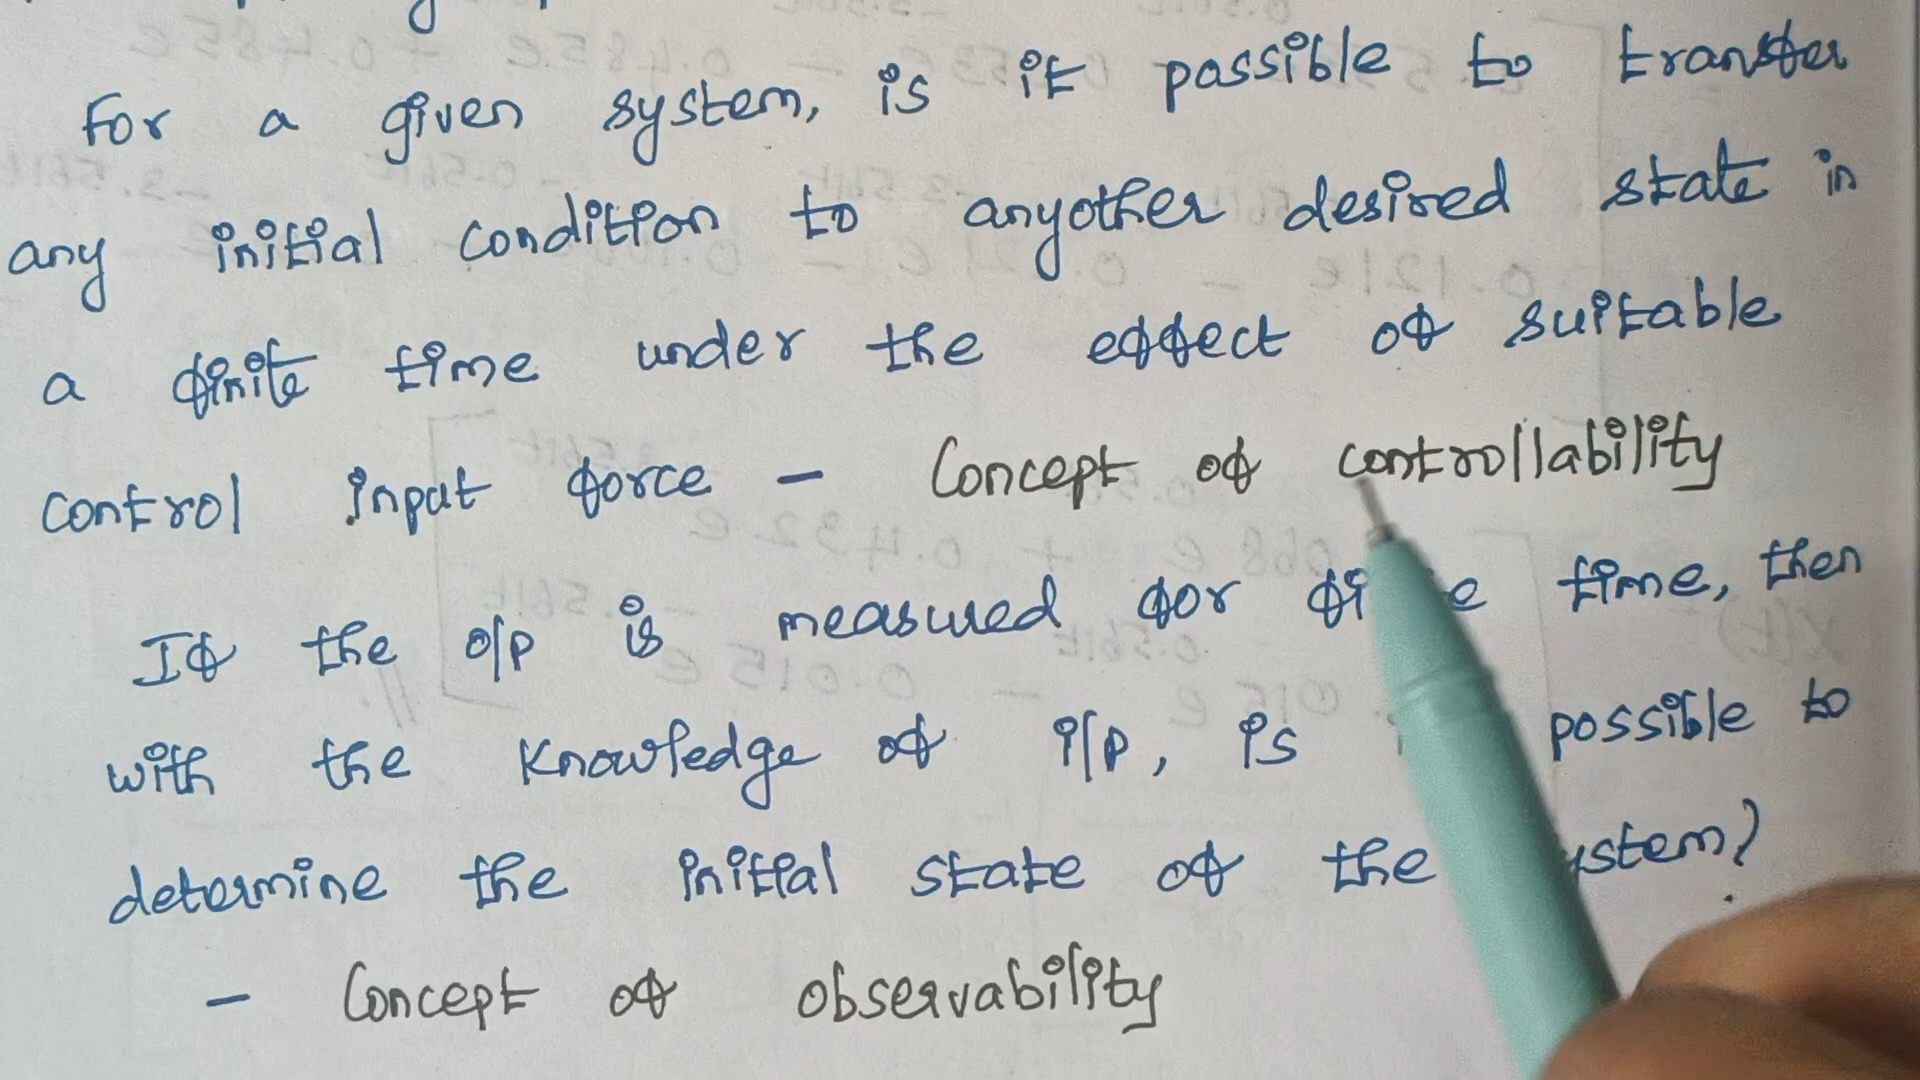 For a given system, is it possible to transfer
any initial condition to anyother desired state in
a finite time under the effect of suitable
control input force - Concept of controllability
If the o/p is measured for time, then
with the knowledge of i/p, is possible to
determine the initial state of the system?
- Concept of observability